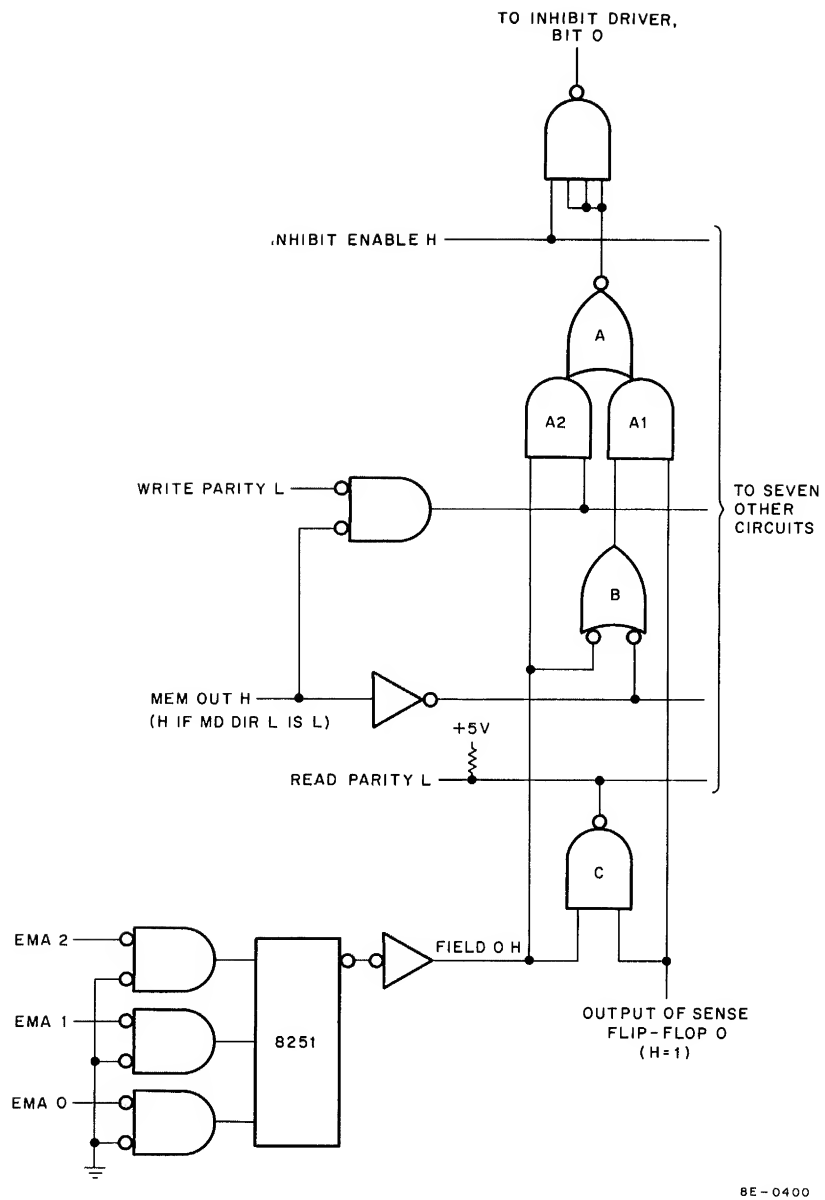 TO INHIBIT DRIVER,
BIT 0
NHIBIT ENABLE H
A
A2
A1
WRITE PARITY L
TO SEVEN
OTHER
CIRCUITS
B
MEM OUT H
(H IF MD DIR L IS L)
+5V
READ PARITY L
C
EMA 2
FIELD 0 H
EMA 1
8251
OUTPUT OF SENSE
FLIP-FLOP 0
(H=1)
EMA 0
8E-0400